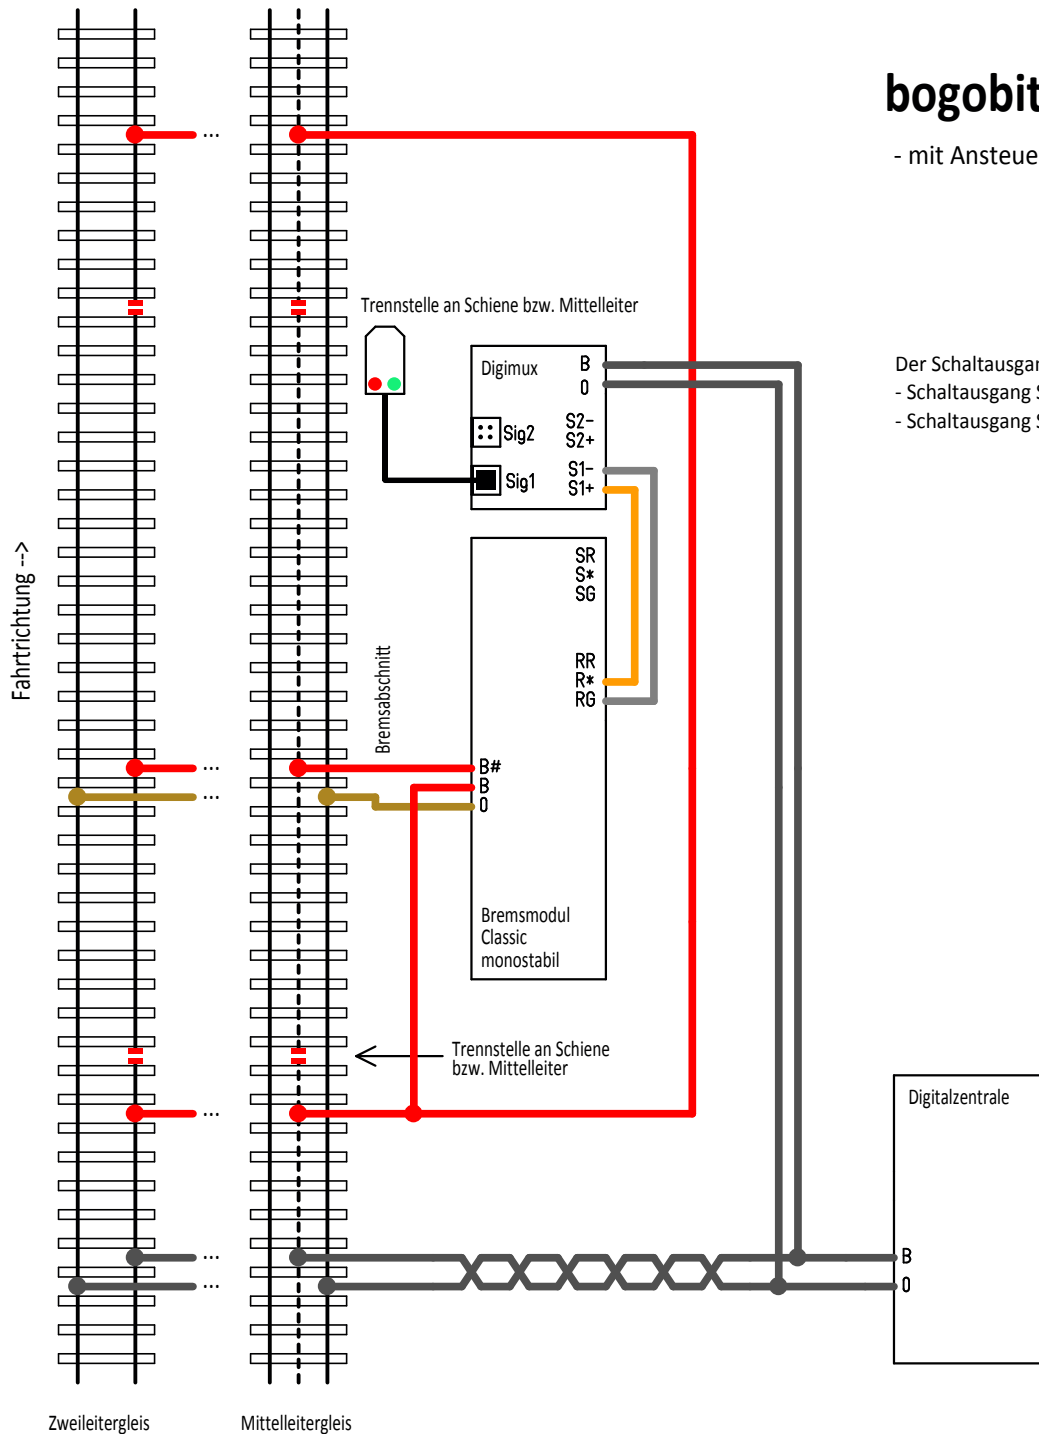 bogobit
- mit Ansteue
...
...
Trennstelle an Schiene bzw. Mittelleiter
Digimux
B
0
Der Schaltausgan
- Schaltausgang S
- Schaltausgang S
Sig2
S2-
S2+
Sig1
S1-
S1+
Fahrtrichtung -->
SR
S*
SG
RR
R*
RG
Bremsabschnitt
...
B#
B
...
0
Bremsmodul
Classic
monostabil
Trennstelle an Schiene
bzw. Mittelleiter
...
Digitalzentrale
...
B
...
0
Zweileitergleis
Mittelleitergleis